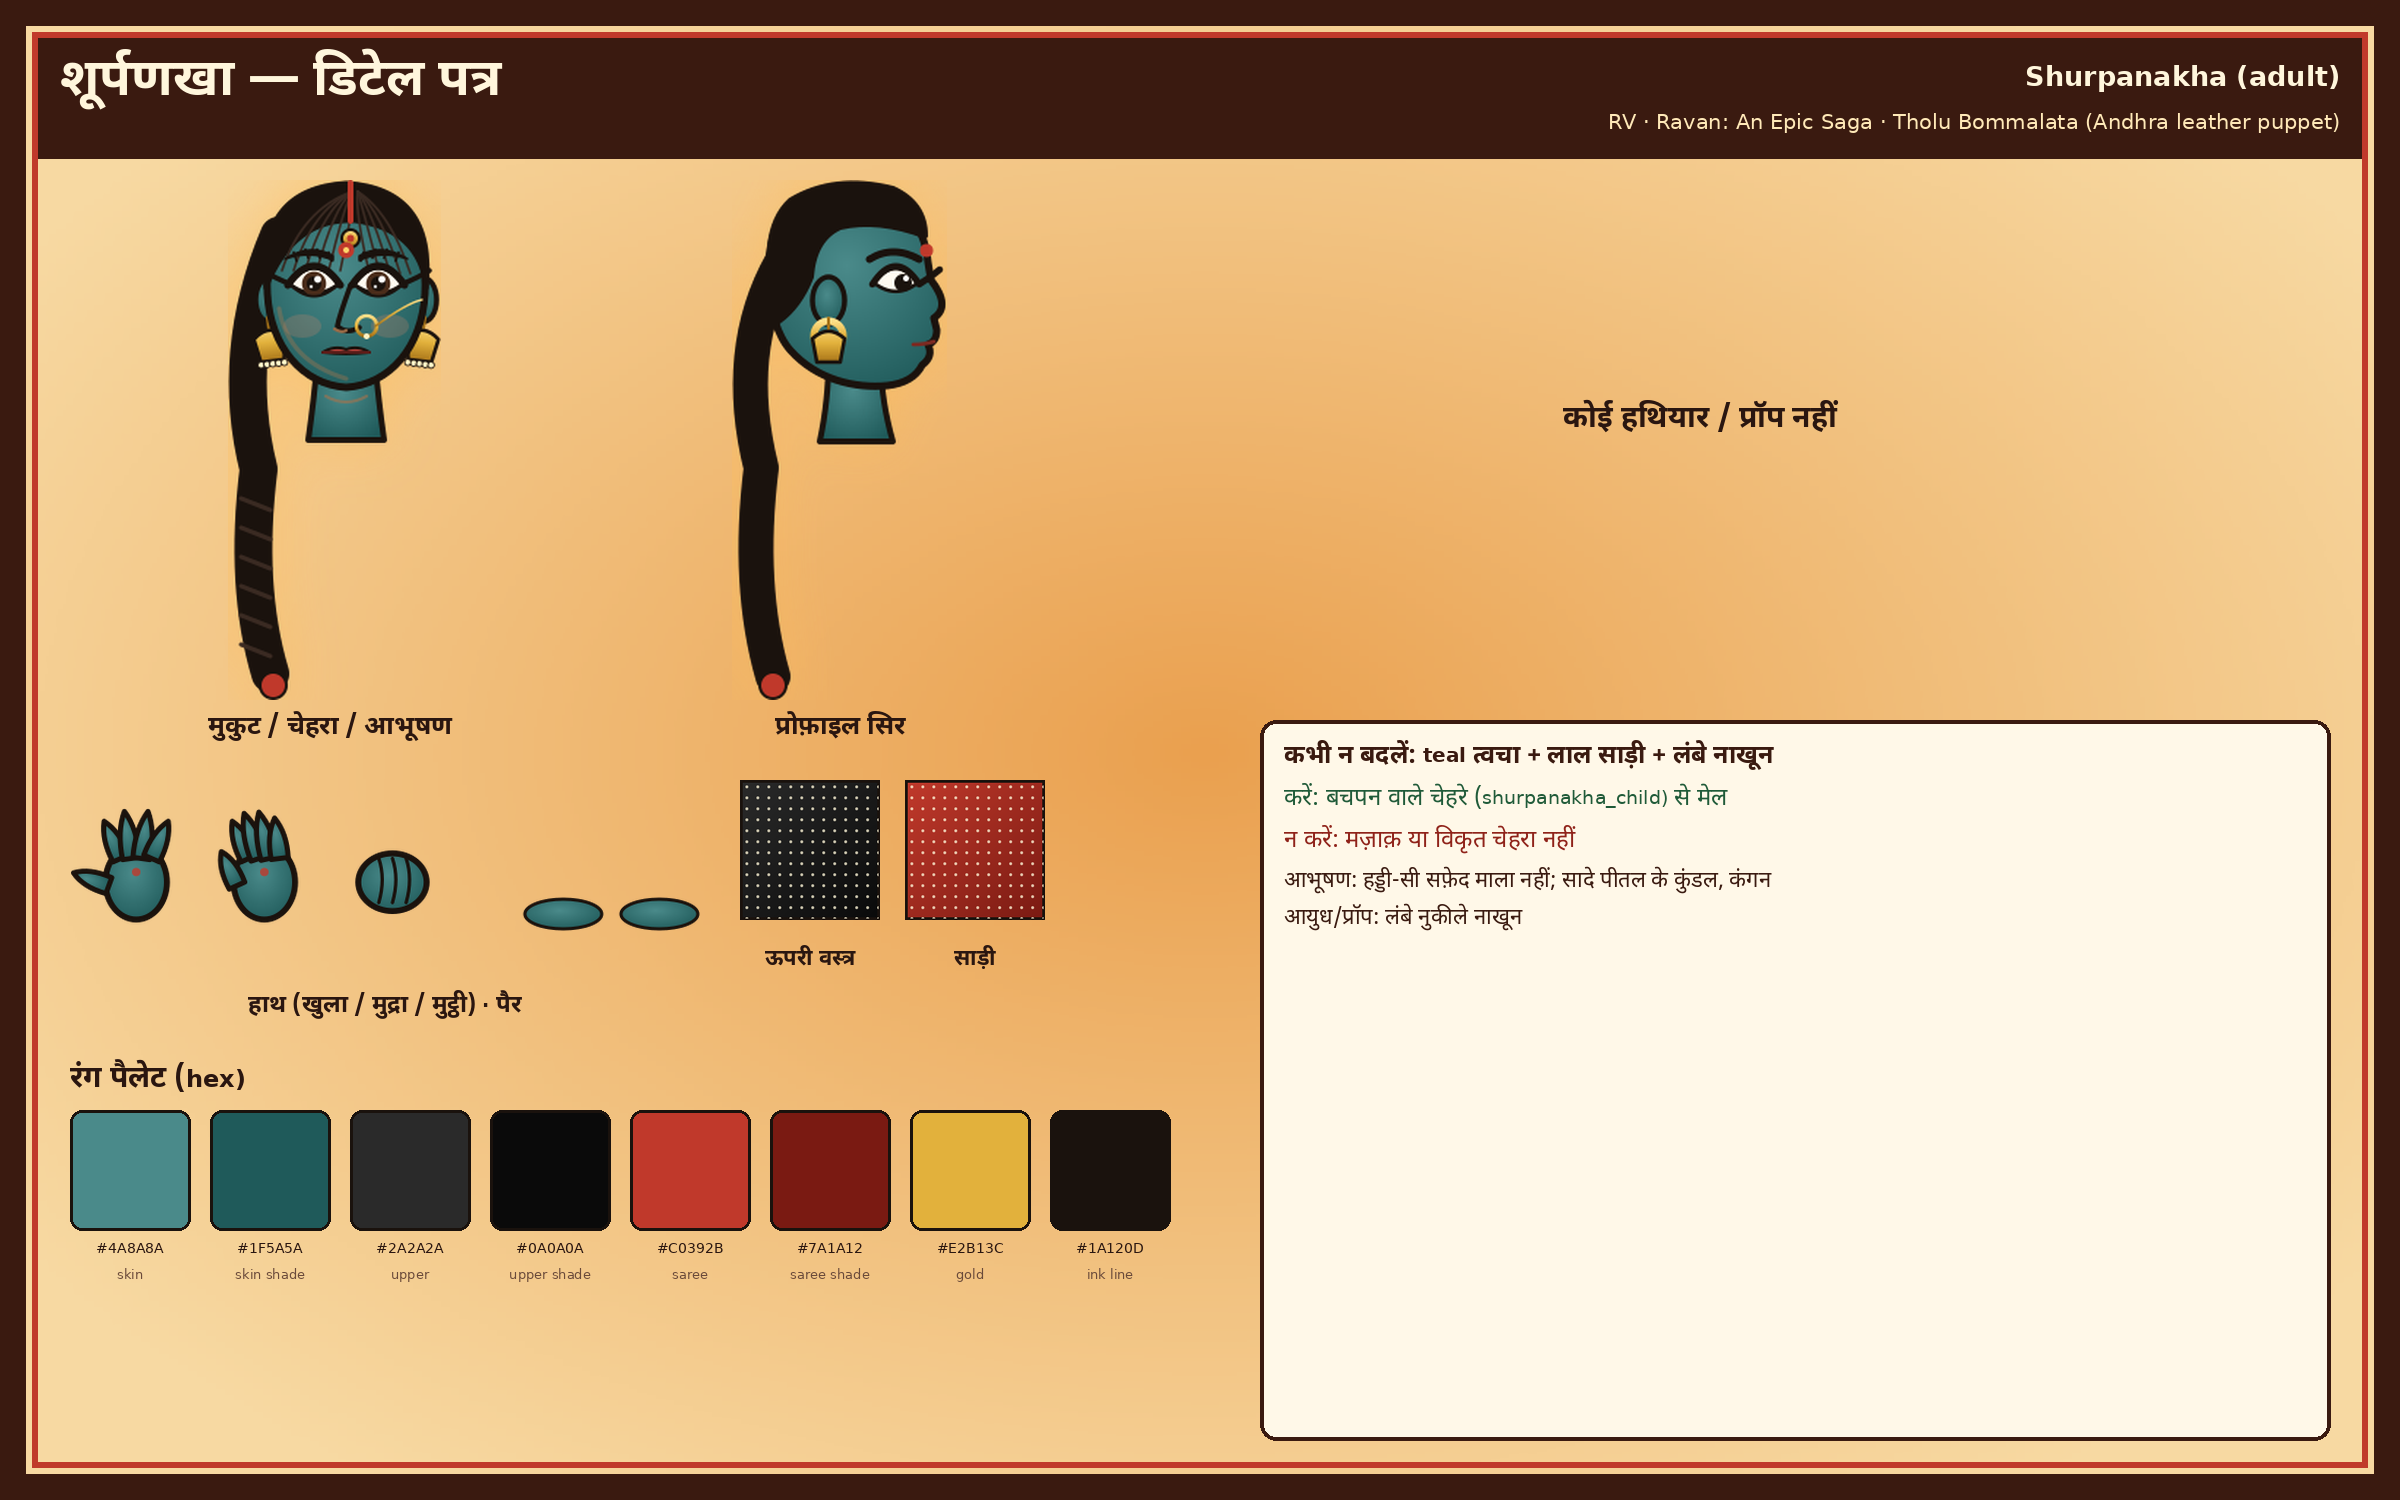 शूर्पणखा — डिटेल पत्र
Shurpanakha (adult)
RV · Ravan: An Epic Saga · Tholu Bommalata (Andhra leather puppet)
कोई हथियार / प्रॉप नहीं
मुकुट / चेहरा / आभूषण
प्रोफ़ाइल सिर
ऊपरी वस्त्र
साड़ी
हाथ (खुला / मुद्रा / मुट्ठी) · पैर
कभी न बदलें: teal त्वचा + लाल साड़ी + लंबे नाखून
करें: बचपन वाले चेहरे (shurpanakha_child) से मेल
न करें: मज़ाक़ या विकृत चेहरा नहीं
आभूषण: हड्डी-सी सफ़ेद माला नहीं; सादे पीतल के कुंडल, कंगन
आयुध/प्रॉप: लंबे नुकीले नाखून
रंग पैलेट (hex)
#4A8A8A #1F5A5A #2A2A2A #0A0A0A #C0392B #7A1A12 #E2B13C #1A120D
skin skin shade upper upper shade saree saree shade gold ink line